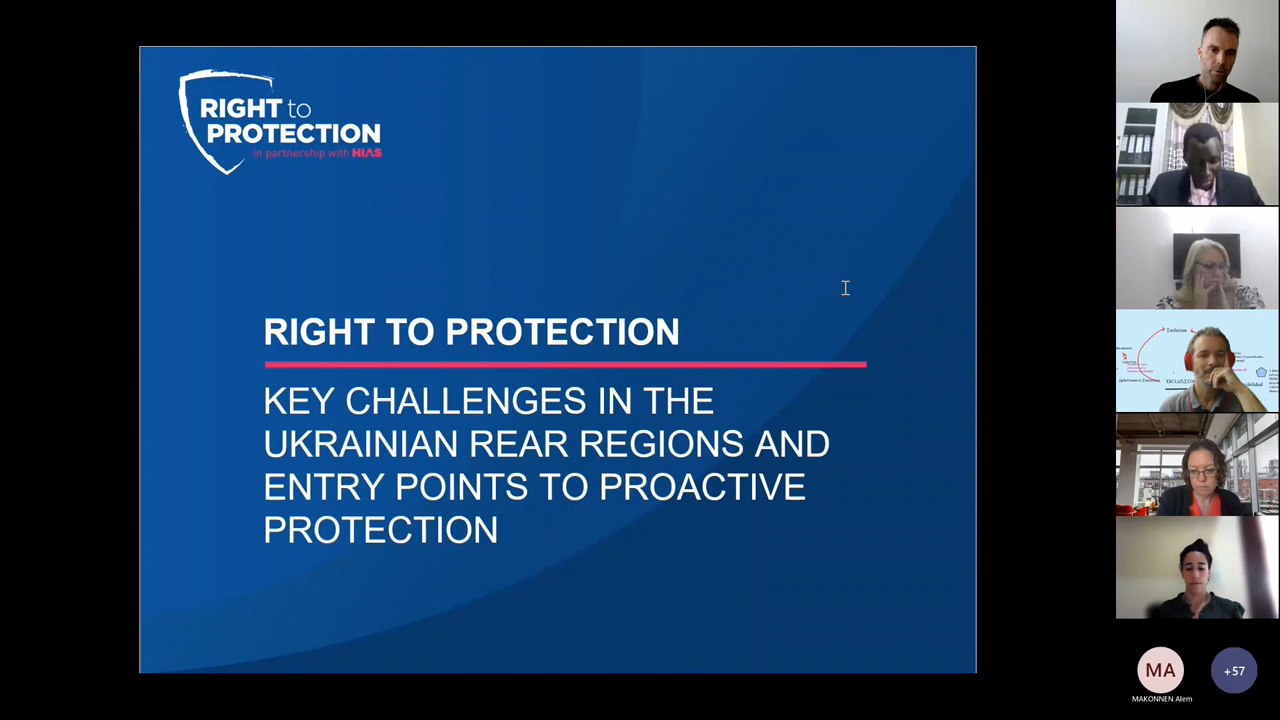 RIGHT to
PROTECTION
in partnership with HIAS
RIGHT TO PROTECTION
KEY CHALLENGES IN THE
UKRAINIAN REAR REGIONS AND
ENTRY POINTS TO PROACTIVE
PROTECTION
Inclusion
MA
+57
MAKONNEN Alem